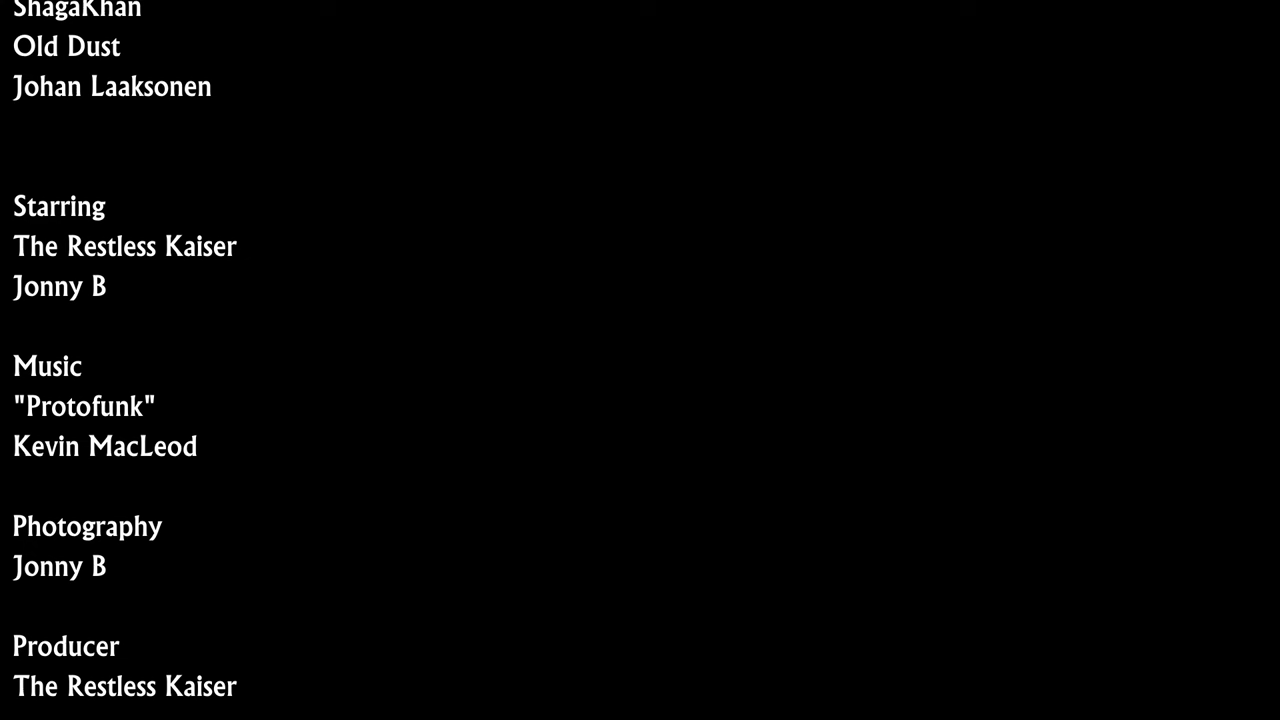 ShagaKhan
Old Dust
Johan Laaksonen
Starring
The Restless Kaiser
Jonny B
Music
"Protofunk"
Kevin MacLeod
Photography
Jonny B
Producer
The Restless Kaiser